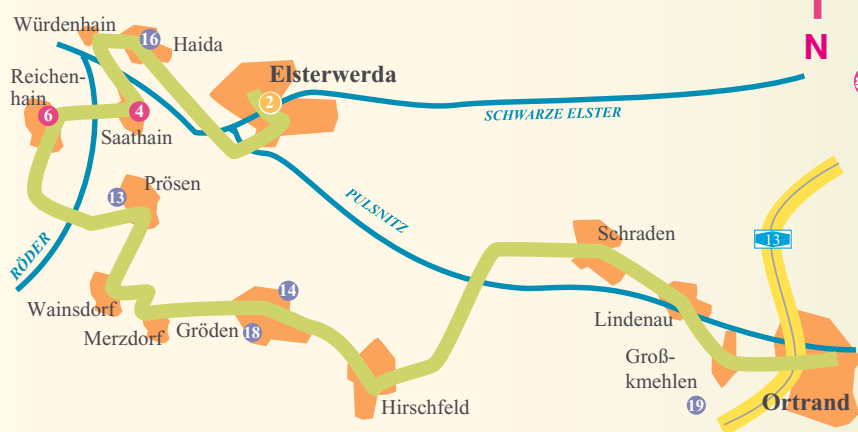 Würdenhain
16
Haida
I
N
Reichen-
hain
Elsterwerda
2
6
4
SCHWARZE ELSTER
Saathain
13
Prösen
PULSNITZ
RÖDER
Schraden
13
14
Wainsdorf
Merzdorf
Gröden
18
Lindenau
Groß-
kmehlen
Hirschfeld
19
Ortrand